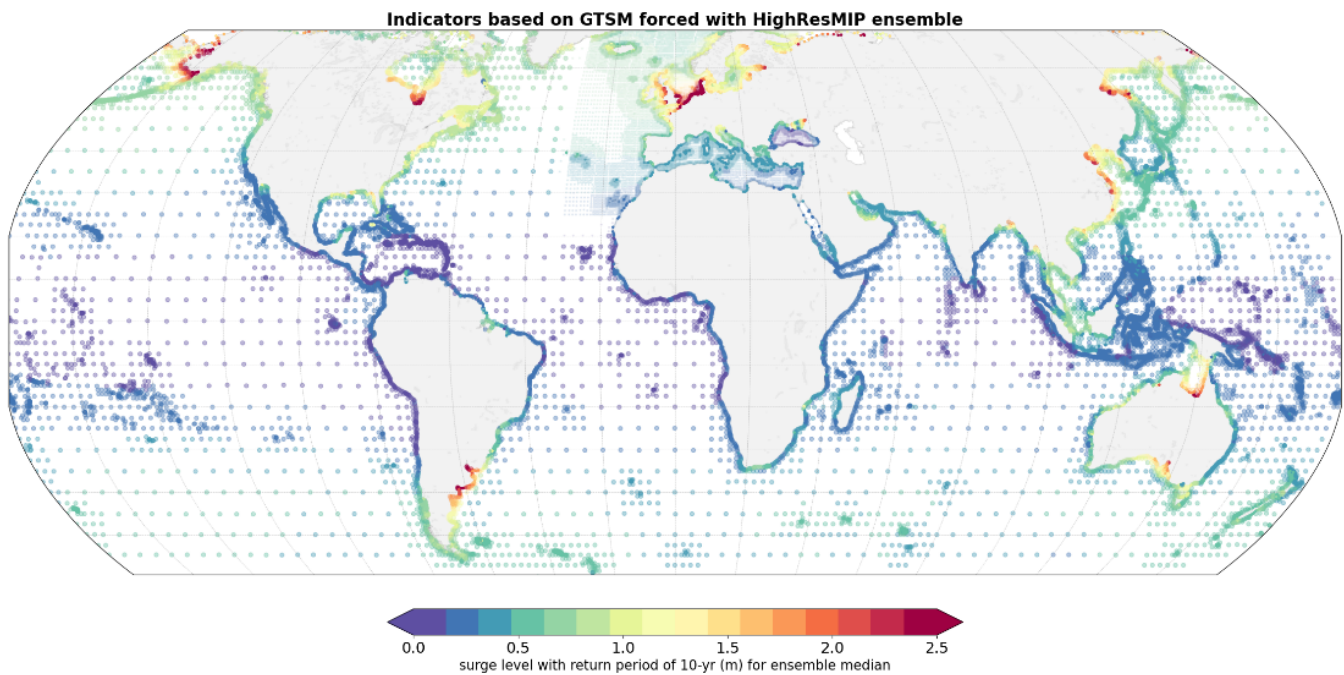 Indicators based on GTSM forced with HighResMIP ensemble
0.0 0.5 1.0 1.5 2.0 2.5
surge level with return period of 10-yr (m) for ensemble median